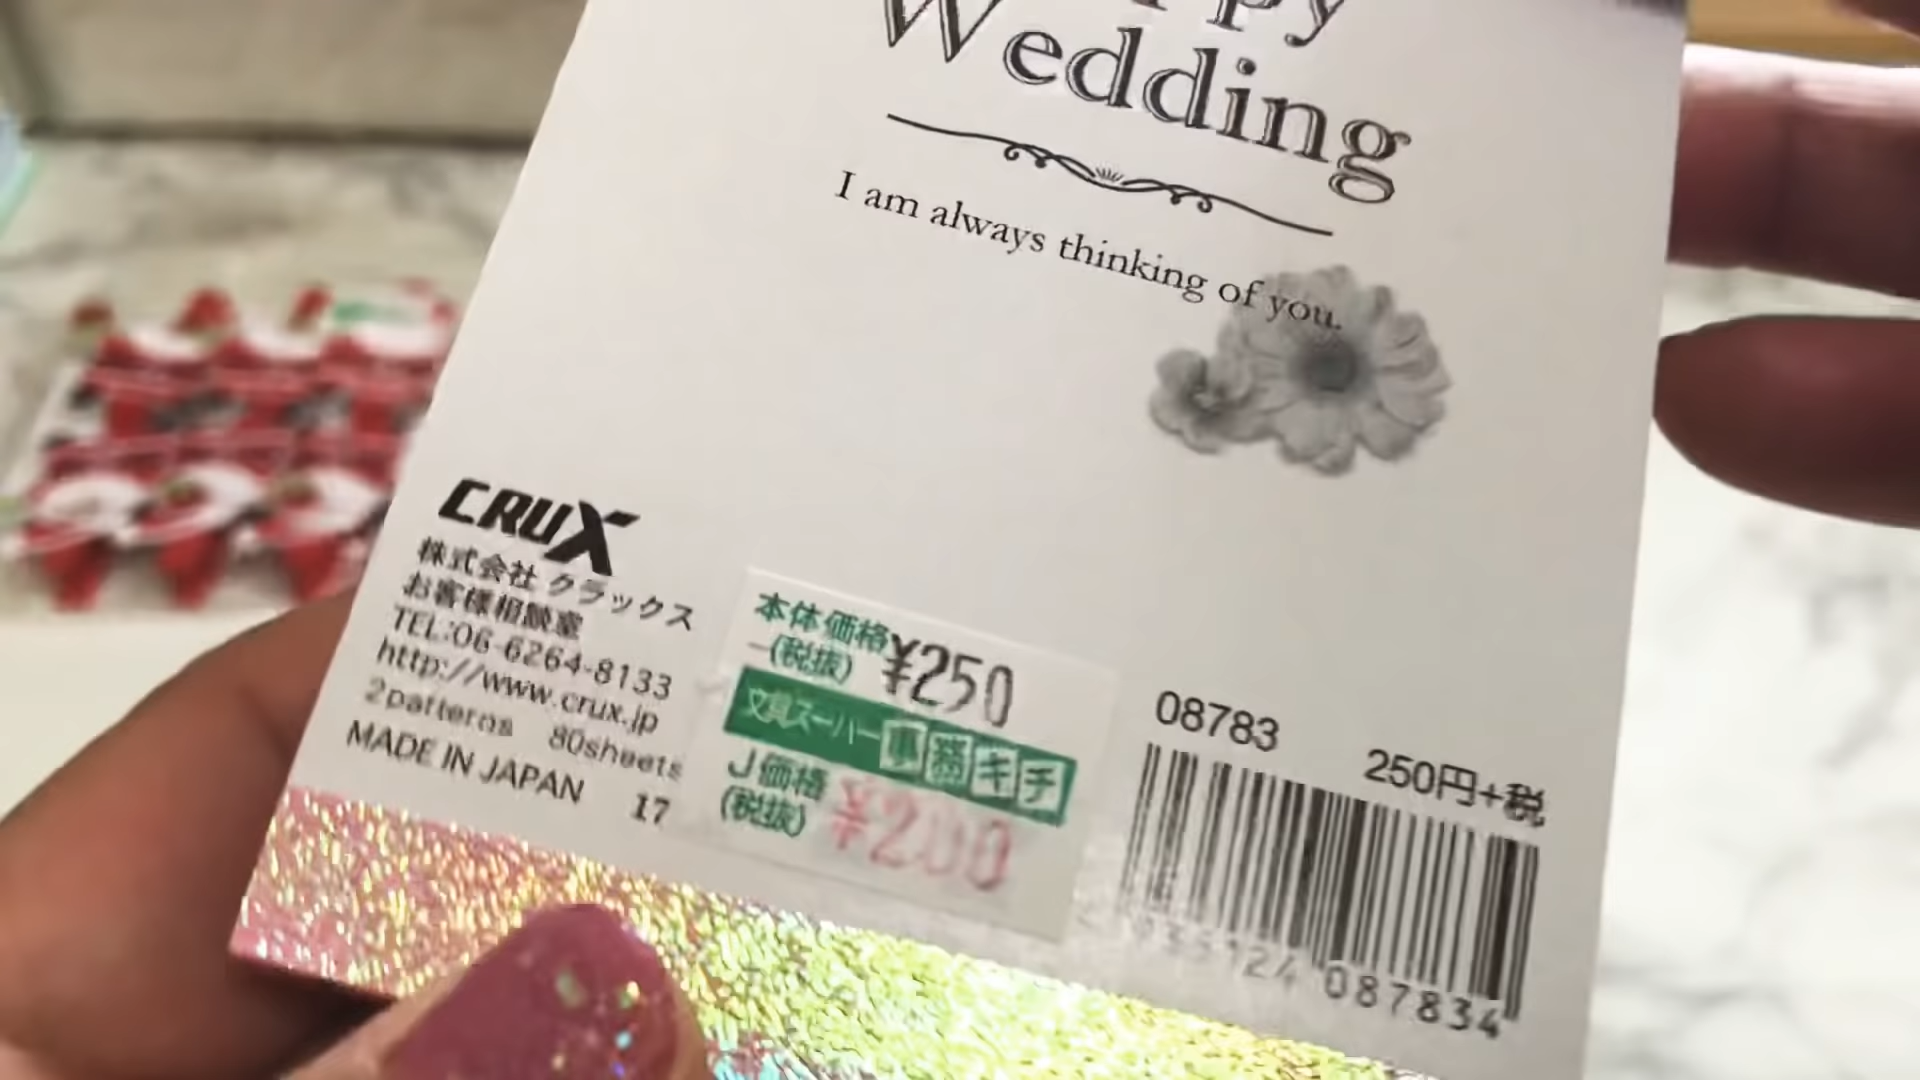 Wedding
I am always thinking of you.
CRUX
株式会社 クラックス
お客様相談室
TEL:06-6264-8133
http://www.crux.jp
2patterns 80sheets
MADE IN JAPAN 17
本体価格
(税抜) ¥250
文具スーパー事務キチ
J価格
(税抜) ¥200
08783 250円+税
087834